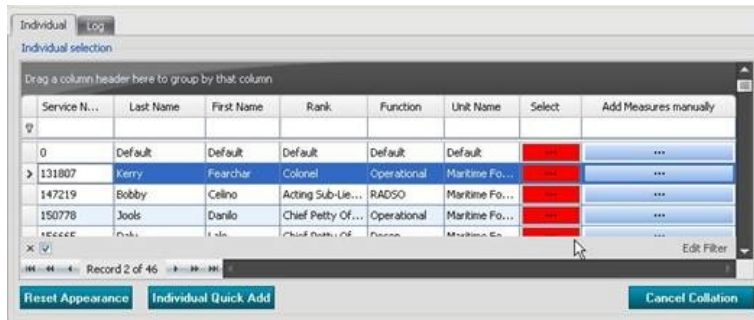 Individual Log
Individual selection
Drag a column header here to group by that column
Service N... Last Name First Name Rank Function Unit Name Select Add Measures manually
0 Default Default Default Default Default ... ...
131807 Kerry Fearchar Colonel Operational Maritime Fo... ... ...
147219 Bobby Celino Acting Sub-Lie... RADSO Maritime Fo... ... ...
150778 Jools Danilo Chief Petty Of... Operational Maritime Fo... ... ...
Edit Filter
Record 2 of 46
Reset Appearance Individual Quick Add Cancel Collation